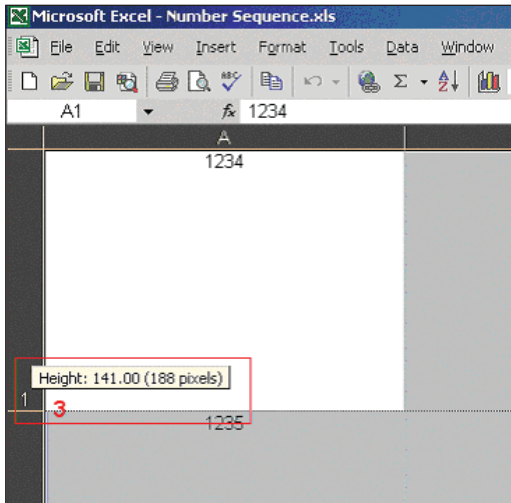 Microsoft Excel - Number Sequence.xls
File Edit View Insert Format Tools Data Window
ABC Σ A Z
A1 fx 1234
A
1234
Height: 141.00 (188 pixels)
1
3
1235